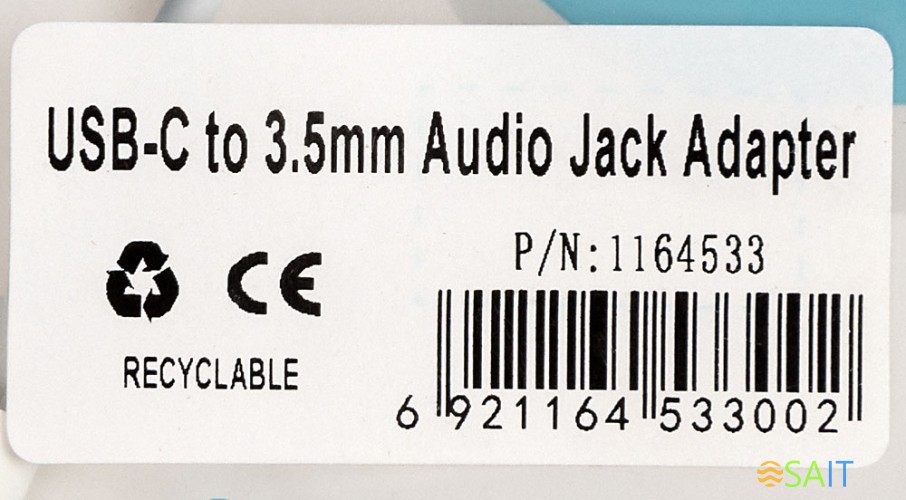 USB-C to 3.5mm Audio Jack Adapter
P/N:1164533
CE
RECYCLABLE
6 921164 533002
SAIT